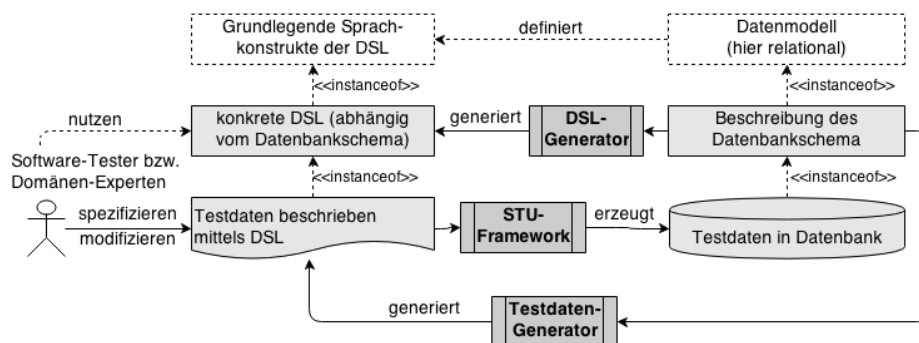 Grundlegende Sprach-
konstrukte der DSL
definiert
Datenmodell
(hier relational)
<<instanceof>>
<<instanceof>>
nutzen
konkrete DSL (abhängig
vom Datenbankschema)
generiert
DSL-
Generator
Beschreibung des
Datenbankschema
Software-Tester bzw.
Domänen-Experten
<<instanceof>>
<<instanceof>>
spezifizieren
modifizieren
Testdaten beschrieben
mittels DSL
STU-
Framework
erzeugt
Testdaten in Datenbank
generiert
Testdaten-
Generator